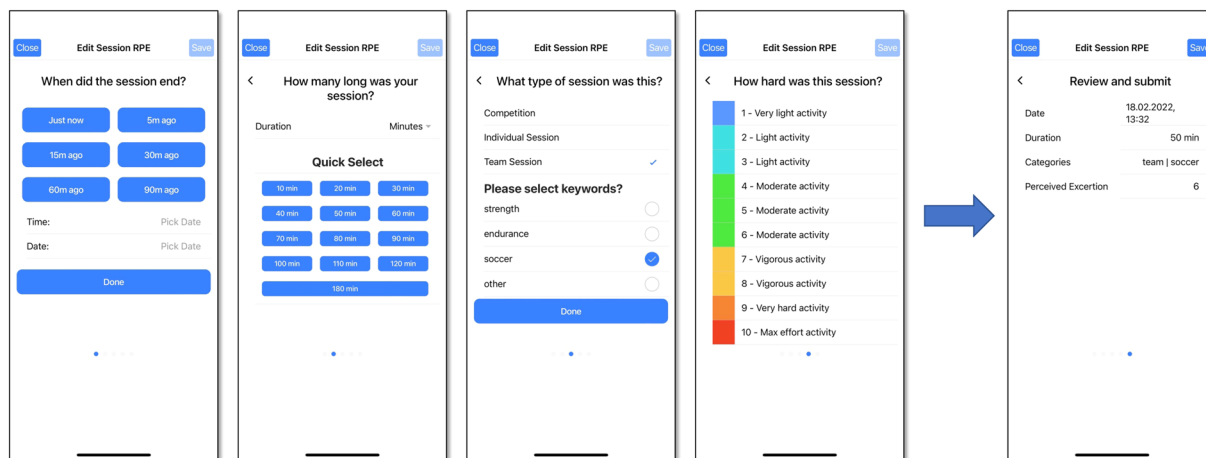 Close Edit Session RPE Save
When did the session end?
Just now 5m ago
15m ago 30m ago
60m ago 90m ago
Time: Pick Date
Date: Pick Date
Done
Close Edit Session RPE Save
How many long was your
session?
Duration Minutes
Quick Select
10 min 20 min 30 min
40 min 50 min 60 min
70 min 80 min 90 min
100 min 110 min 120 min
180 min
Close Edit Session RPE Save
What type of session was this?
Competition
Individual Session
Team Session
Please select keywords?
strength
endurance
soccer
other
Done
Close Edit Session RPE Save
How hard was this session?
1 - Very light activity
2 - Light activity
3 - Light activity
4 - Moderate activity
5 - Moderate activity
6 - Moderate activity
7 - Vigorous activity
8 - Vigorous activity
9 - Very hard activity
10 - Max effort activity
Close Edit Session RPE Save
Review and submit
Date 18.02.2022,
13:32
Duration 50 min
Categories team | soccer
Perceived Excertion 6